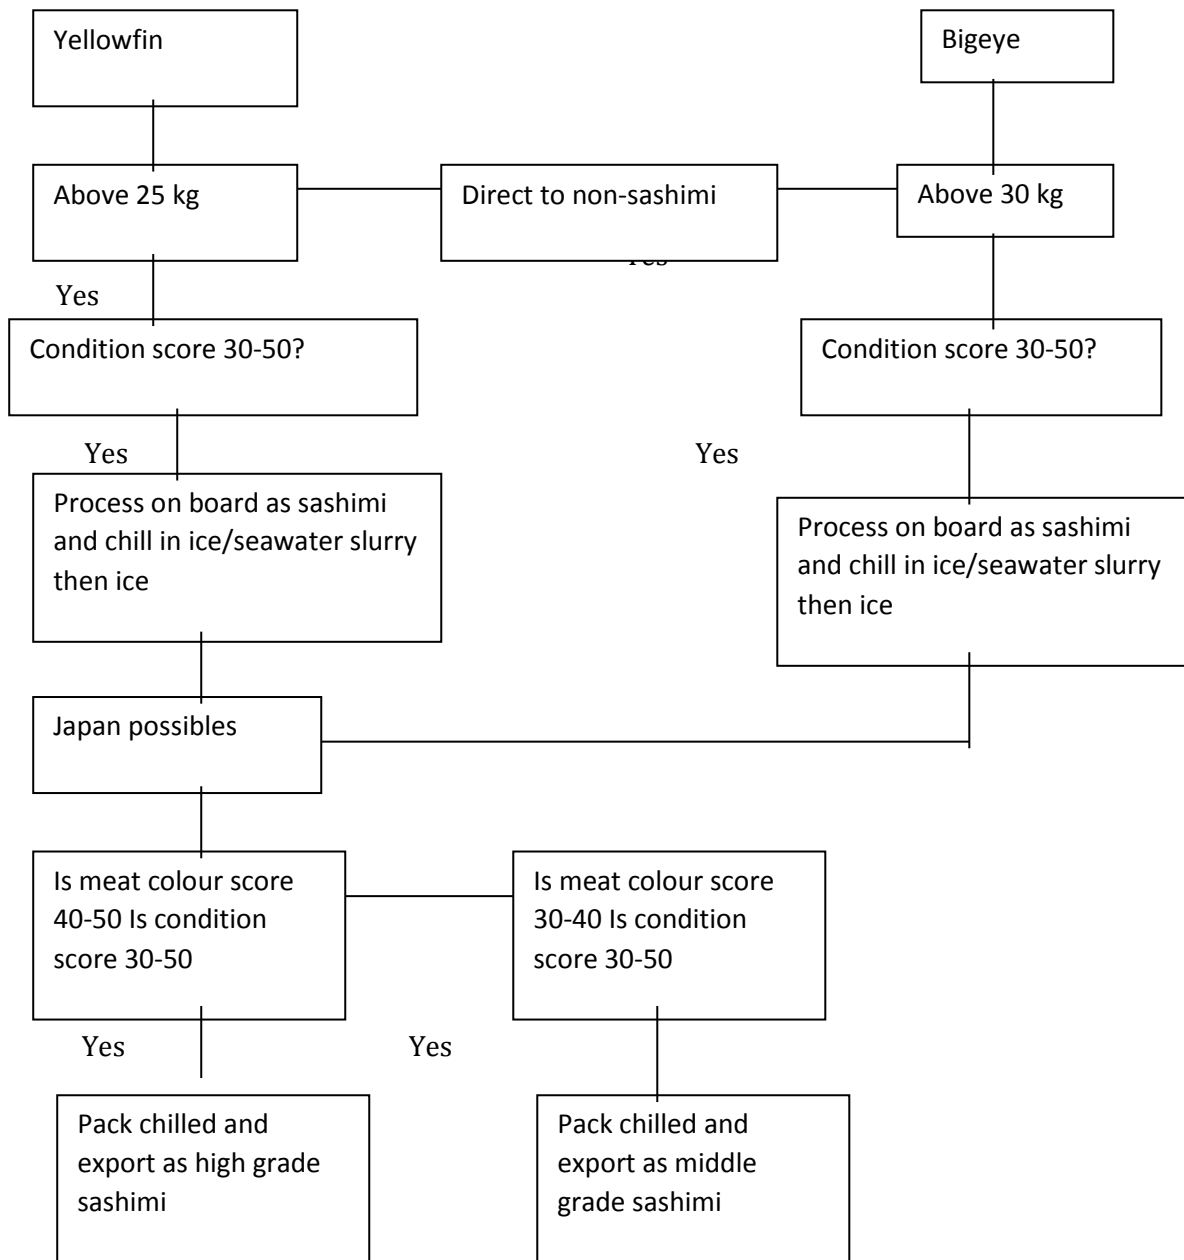 Yellowfin
Bigeye
Above 25 kg
Direct to non-sashimi
Above 30 kg
Yes
Condition score 30-50?
Condition score 30-50?
Yes
Yes
Process on board as sashimi
and chill in ice/seawater slurry
then ice
Process on board as sashimi
and chill in ice/seawater slurry
then ice
Japan possibles
Is meat colour score
40-50 Is condition
score 30-50
Is meat colour score
30-40 Is condition
score 30-50
Yes
Yes
Pack chilled and
export as high grade
sashimi
Pack chilled and
export as middle
grade sashimi